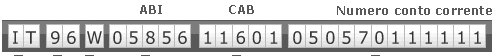 ABI CAB Numero conto corrente
IT 96 W 05856 11601 050570111111